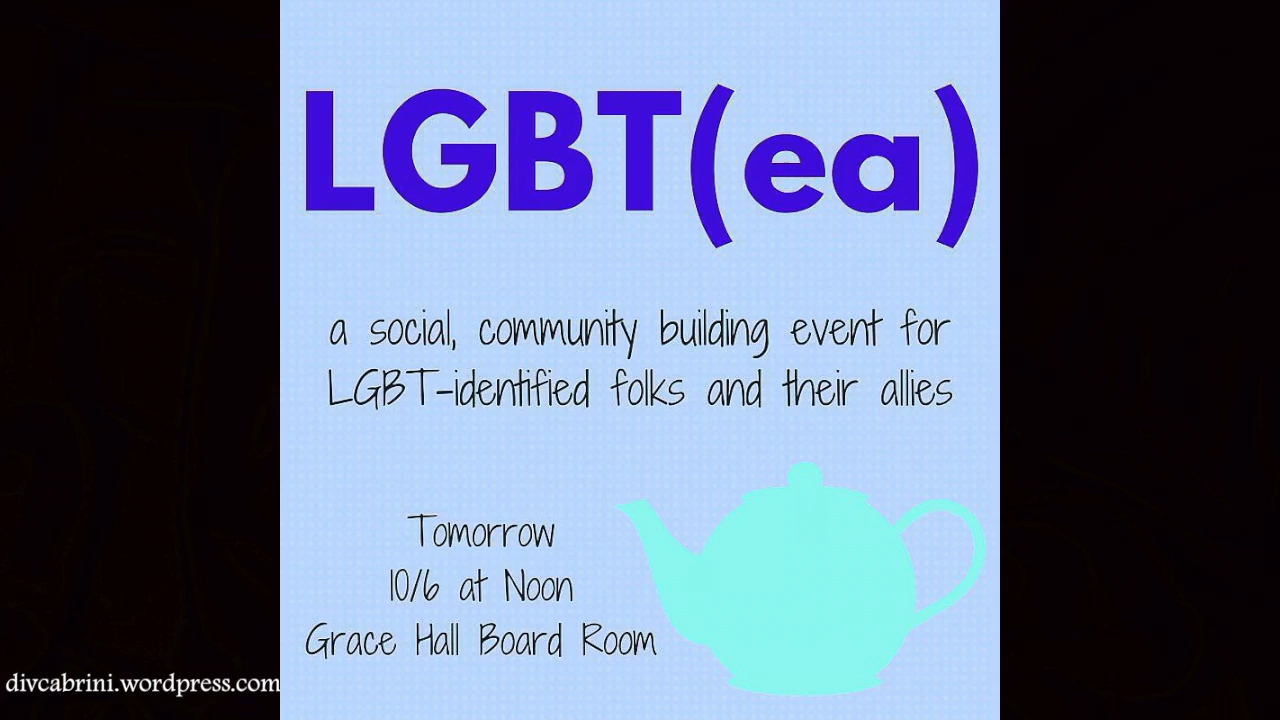 LGBT(ea)
a social, community building event for
LGBT-identified folks and their allies
Tomorrow
10/6 at Noon
Grace Hall Board Room
divcabrini.wordpress.com